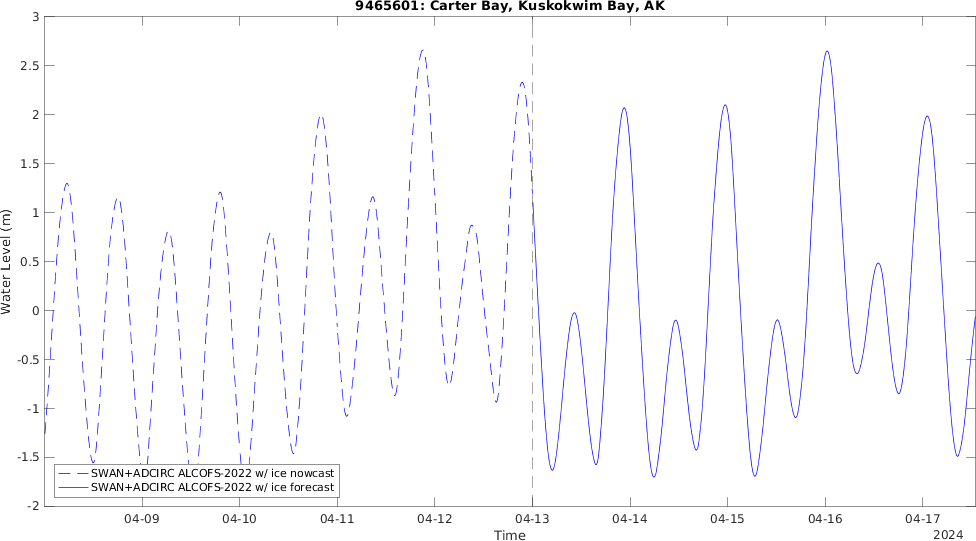 9465601: Carter Bay, Kuskokwim Bay, AK
3
2.5
2
1.5
1
0.5
0
-0.5
-1
-1.5
-2
Water Level (m)
SWAN+ADCIRC ALCOFS-2022 w/ ice nowcast
SWAN+ADCIRC ALCOFS-2022 w/ ice forecast
04-09 04-10 04-11 04-12 04-13 04-14 04-15 04-16 04-17
Time
2024